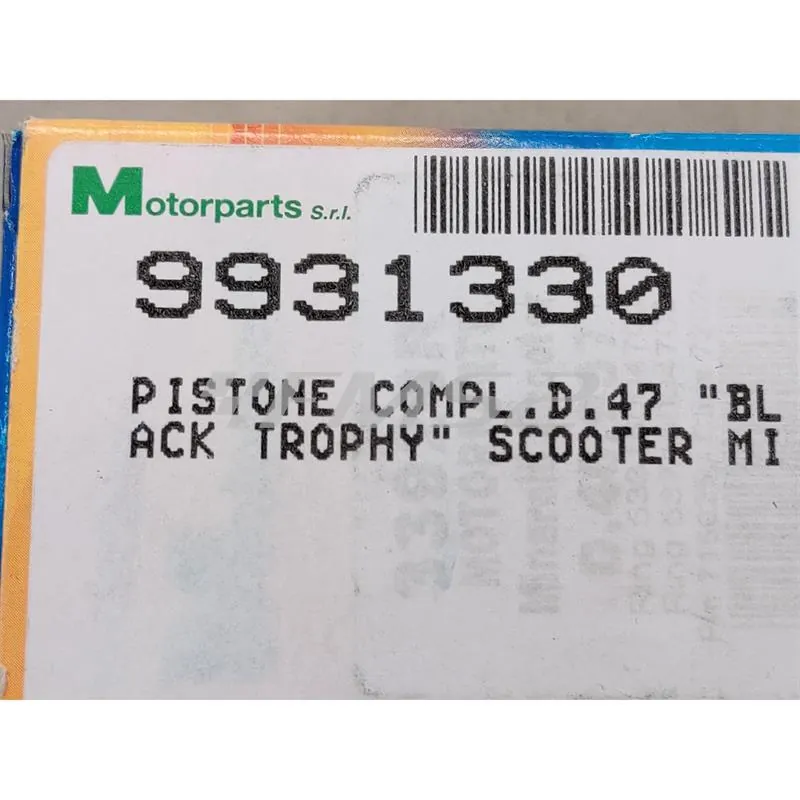 Motorparts S.r.l.
9931330
PISTONE COMPL.D.47 "BL
ACK TROPHY" SCOOTER MI